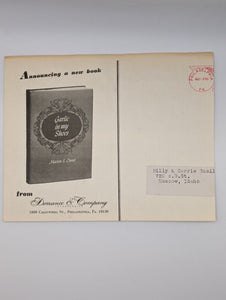 Announcing a new book
Garlic
in my
Shoes
from
Dorrance & Company
1809 CALLOWHILL ST., PHILADELPHIA, PA. 19130
Billy & Carrie
Moscow, Idaho